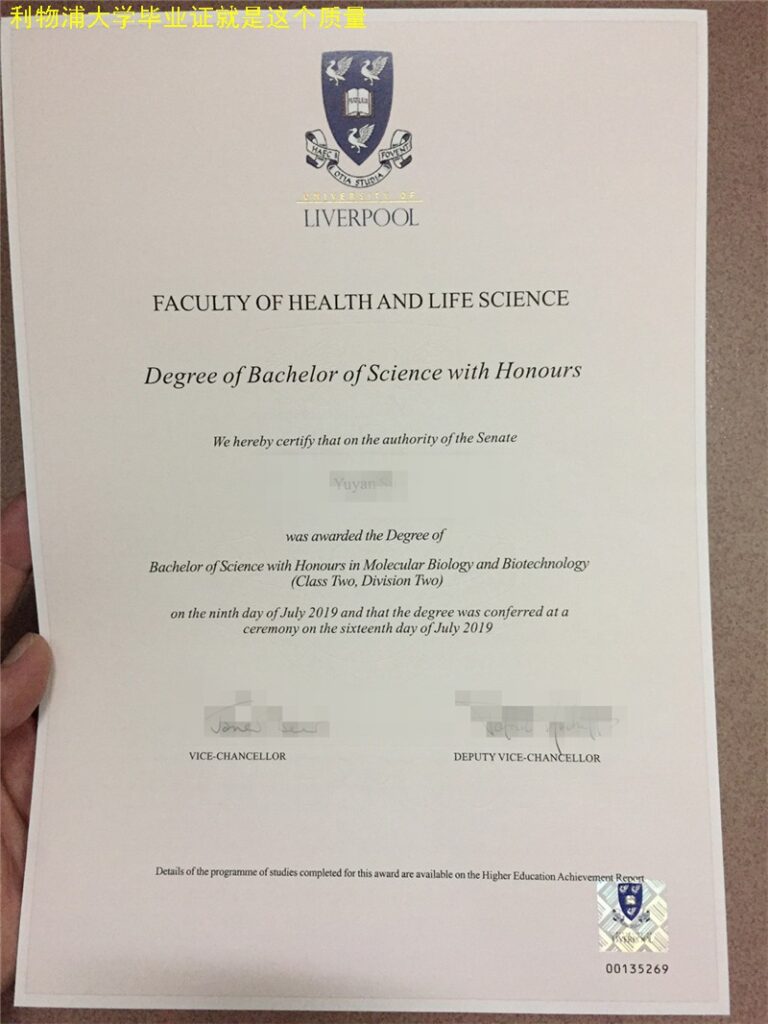 利物浦大学毕业证就是这个质量
HAEC
OTIA STUDIA
FOVENT
UNIVERSITY OF
LIVERPOOL
FACULTY OF HEALTH AND LIFE SCIENCE
Degree of Bachelor of Science with Honours
We hereby certify that on the authority of the Senate
Yuyan
was awarded the Degree of
Bachelor of Science with Honours in Molecular Biology and Biotechnology
(Class Two, Division Two)
on the ninth day of July 2019 and that the degree was conferred at a
ceremony on the sixteenth day of July 2019
VICE-CHANCELLOR
DEPUTY VICE-CHANCELLOR
Details of the programme of studies completed for this award are available on the Higher Education Achievement Report
LIVERPOOL
00135269